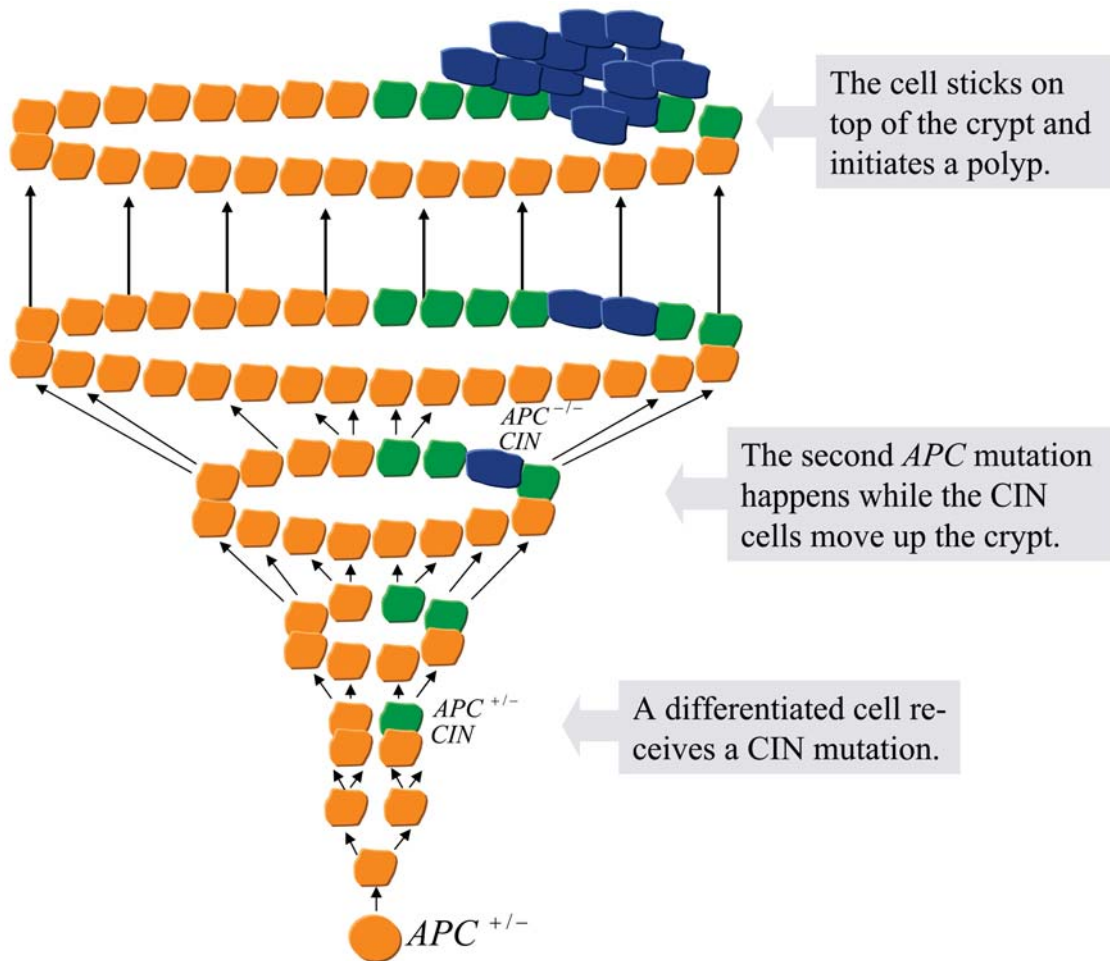 The cell sticks on
top of the crypt and
initiates a polyp.
APC −/−
CIN
The second APC mutation
happens while the CIN
cells move up the crypt.
APC +/−
CIN
A differentiated cell re-
ceives a CIN mutation.
APC +/−